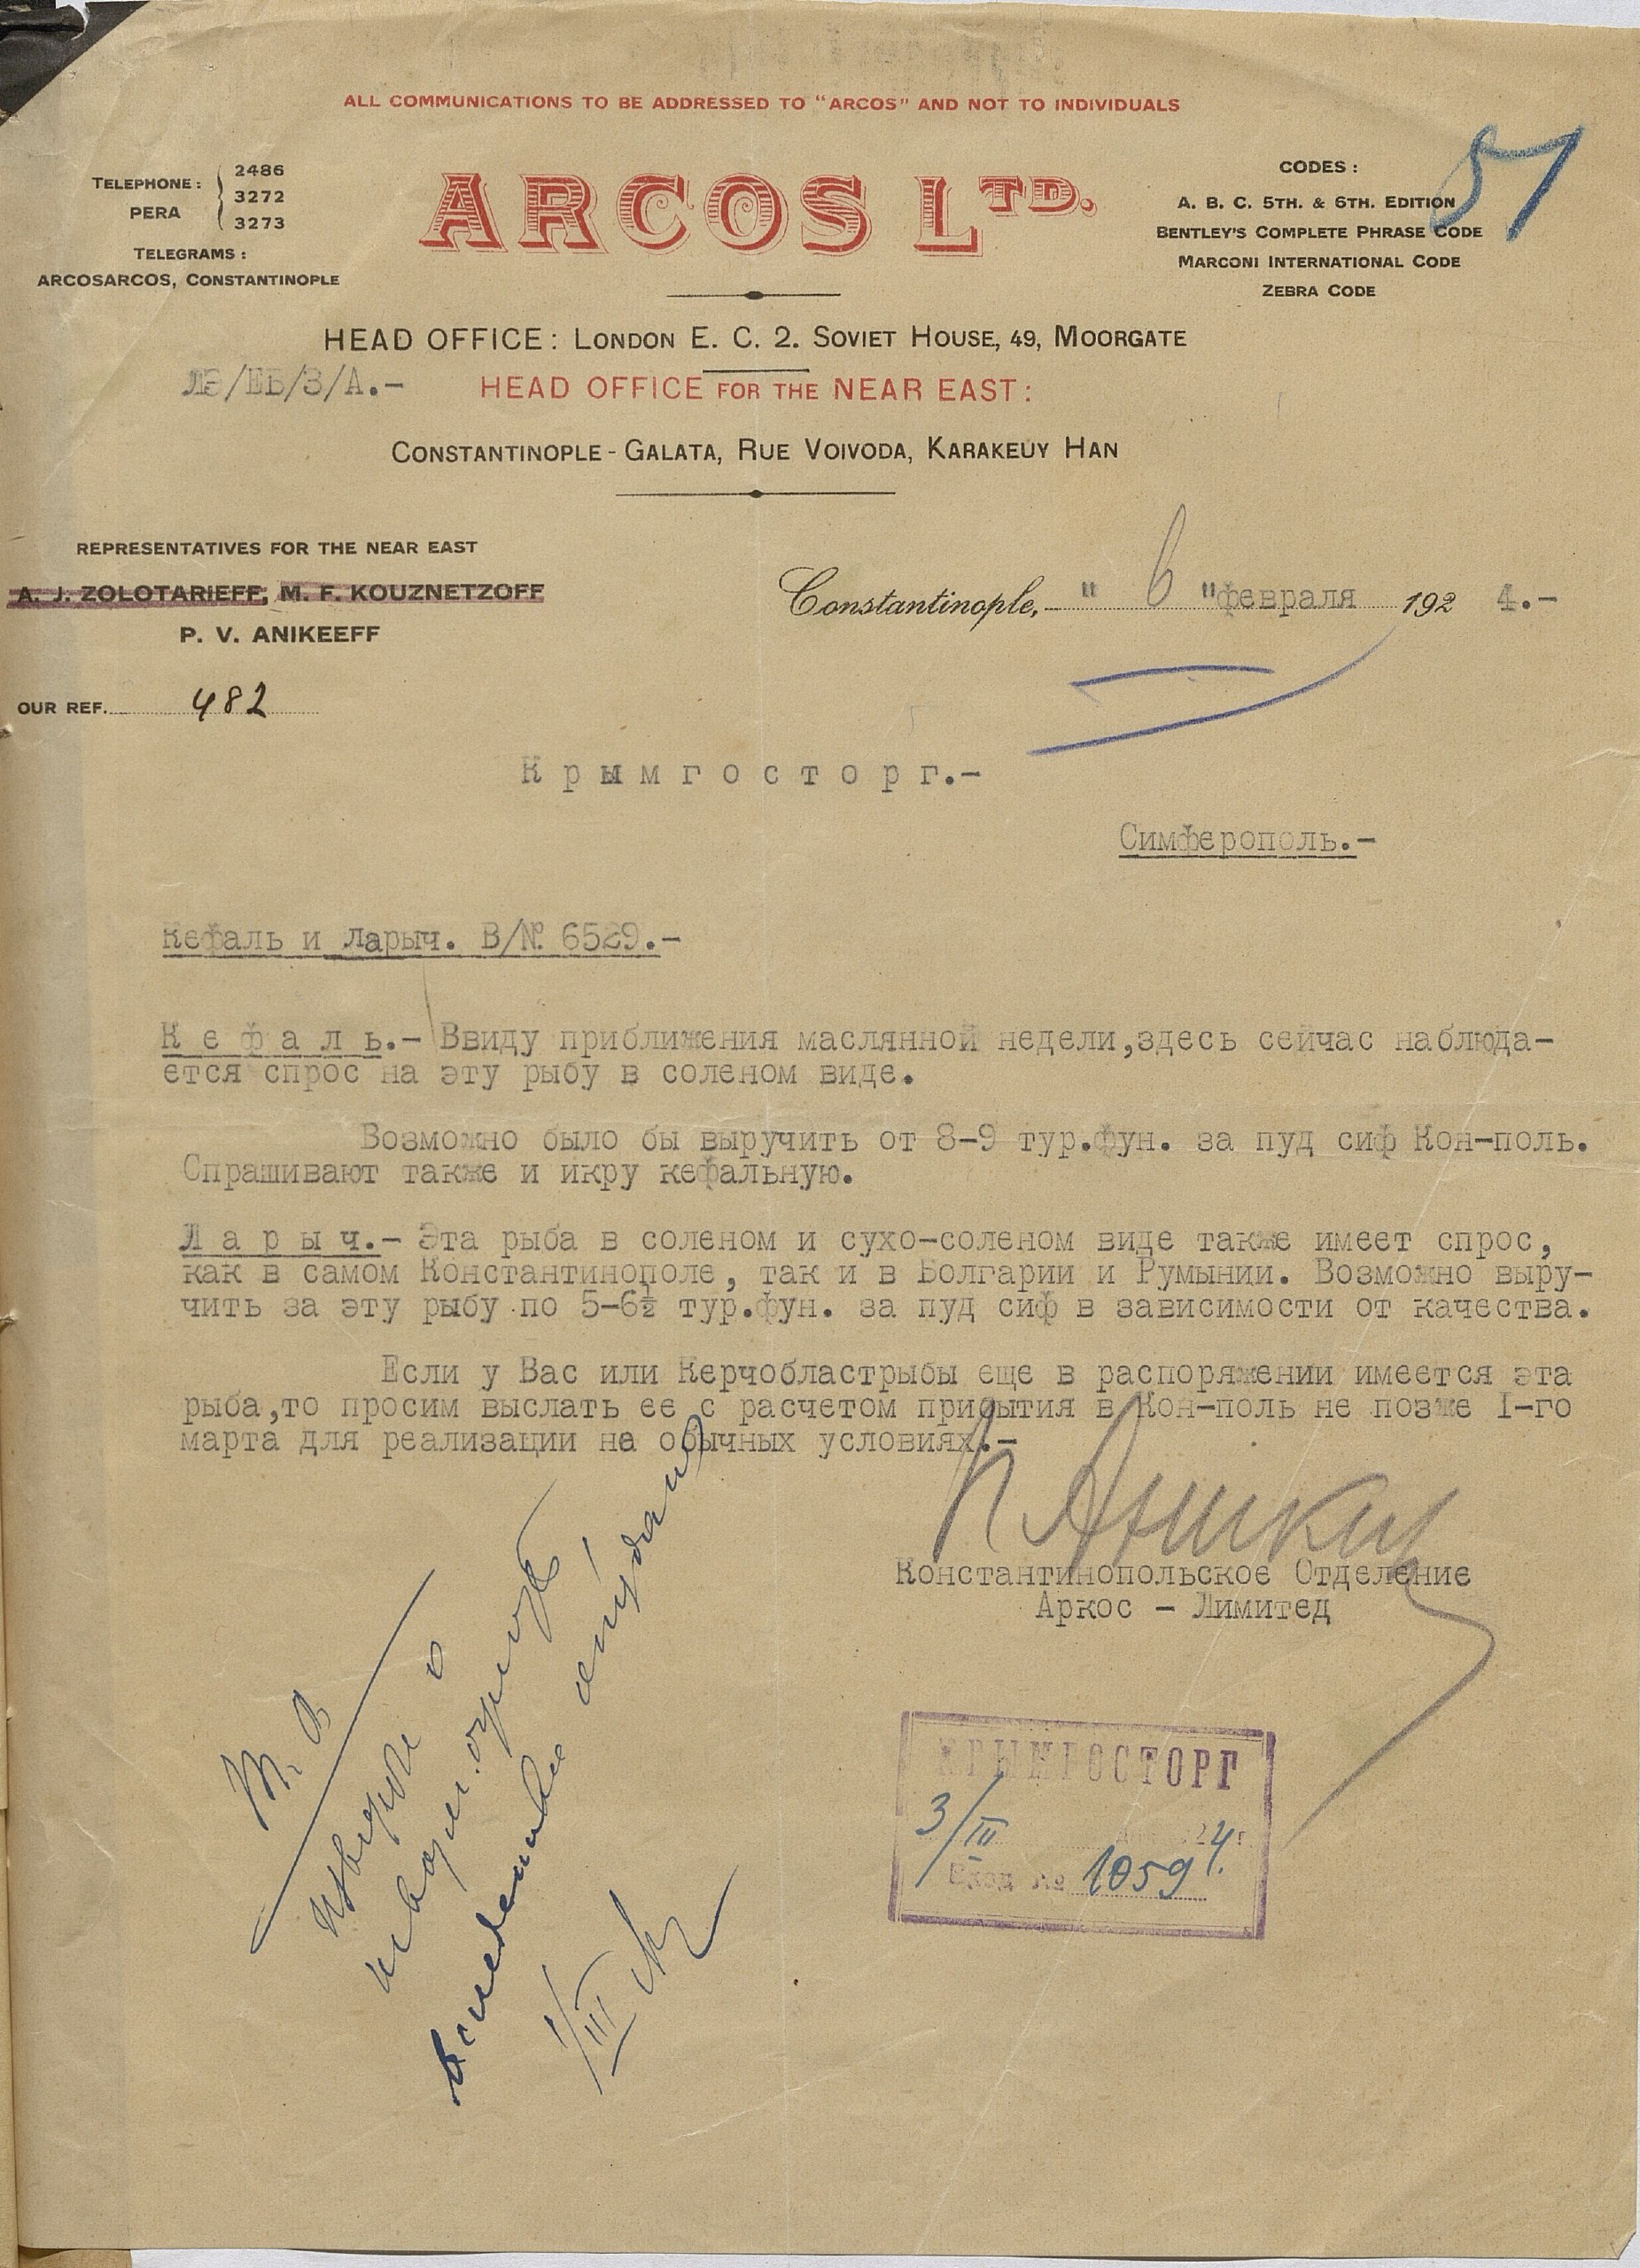 ALL COMMUNICATIONS TO BE ADDRESSED TO "ARCOS" AND NOT TO INDIVIDUALS
51
TELEPHONE: PERA 2486 3272 3273
TELEGRAMS:
ARCOSARCOS, CONSTANTINOPLE
ARCOS LTD.
CODES:
A. B. C. 5TH. & 6TH. EDITION
BENTLEY'S COMPLETE PHRASE CODE
MARCONI INTERNATIONAL CODE
ZEBRA CODE
HEAD OFFICE: LONDON E. C. 2. SOVIET HOUSE, 49, MOORGATE
ЛЭ/ЕБ/З/А.-
HEAD OFFICE FOR THE NEAR EAST:
CONSTANTINOPLE - GALATA, RUE VOIVODA, KARAKEUY HAN
REPRESENTATIVES FOR THE NEAR EAST
A. J. ZOLOTARIEFF, M. F. KOUZNETZOFF
P. V. ANIKEEFF
Constantinople, "6" февраля 1924.-
OUR REF. 482
Крымгосторг.-
Симферополь.-
Кефаль и Ларыч. В/№ 6529.-
Кефаль.- Ввиду приближения маслянной недели,здесь сейчас наблюда-
ется спрос на эту рыбу в соленом виде.
Возможно было бы выручить от 8-9 тур.фун. за пуд сиф Кон-поль.
Спрашивают также и икру кефальную.
Ларыч.- Эта рыба в соленом и сухо-соленом виде также имеет спрос,
как в самом Константинополе, так и в Болгарии и Румынии. Возможно выру-
чить за эту рыбу по 5-6½ тур.фун. за пуд сиф в зависимости от качества.
Если у Вас или Керчобластрыбы еще в распоряжении имеется эта
рыба,то просим выслать ее с расчетом прибытия в Кон-поль не позже I-го
марта для реализации на обычных условиях.-
Константинопольское Отделение
Аркос - Лимитед
КРЫМГОСТОРГ
3/III 24 г.
Вход № 1059
1/III